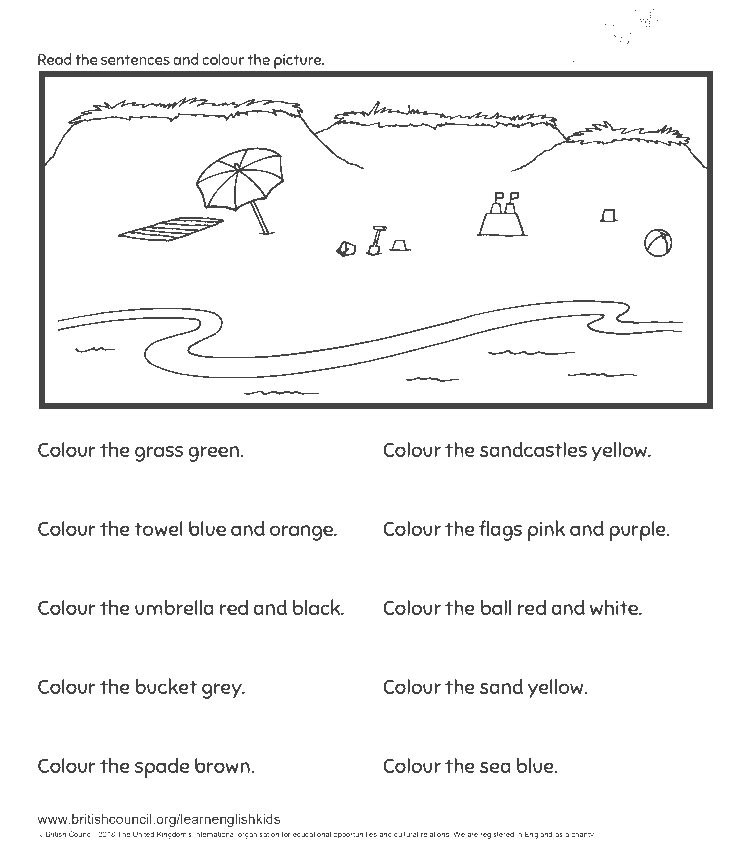 Read the sentences and colour the picture.
Colour the grass green.
Colour the sandcastles yellow.
Colour the towel blue and orange.
Colour the flags pink and purple.
Colour the umbrella red and black.
Colour the ball red and white.
Colour the bucket grey.
Colour the sand yellow.
Colour the spade brown.
Colour the sea blue.
www.britishcouncil.org/learnenglishkids
British Council, 2016 The United Kingdom's international organisation for educational opportunities and cultural relations. We are registered in England as a charity.